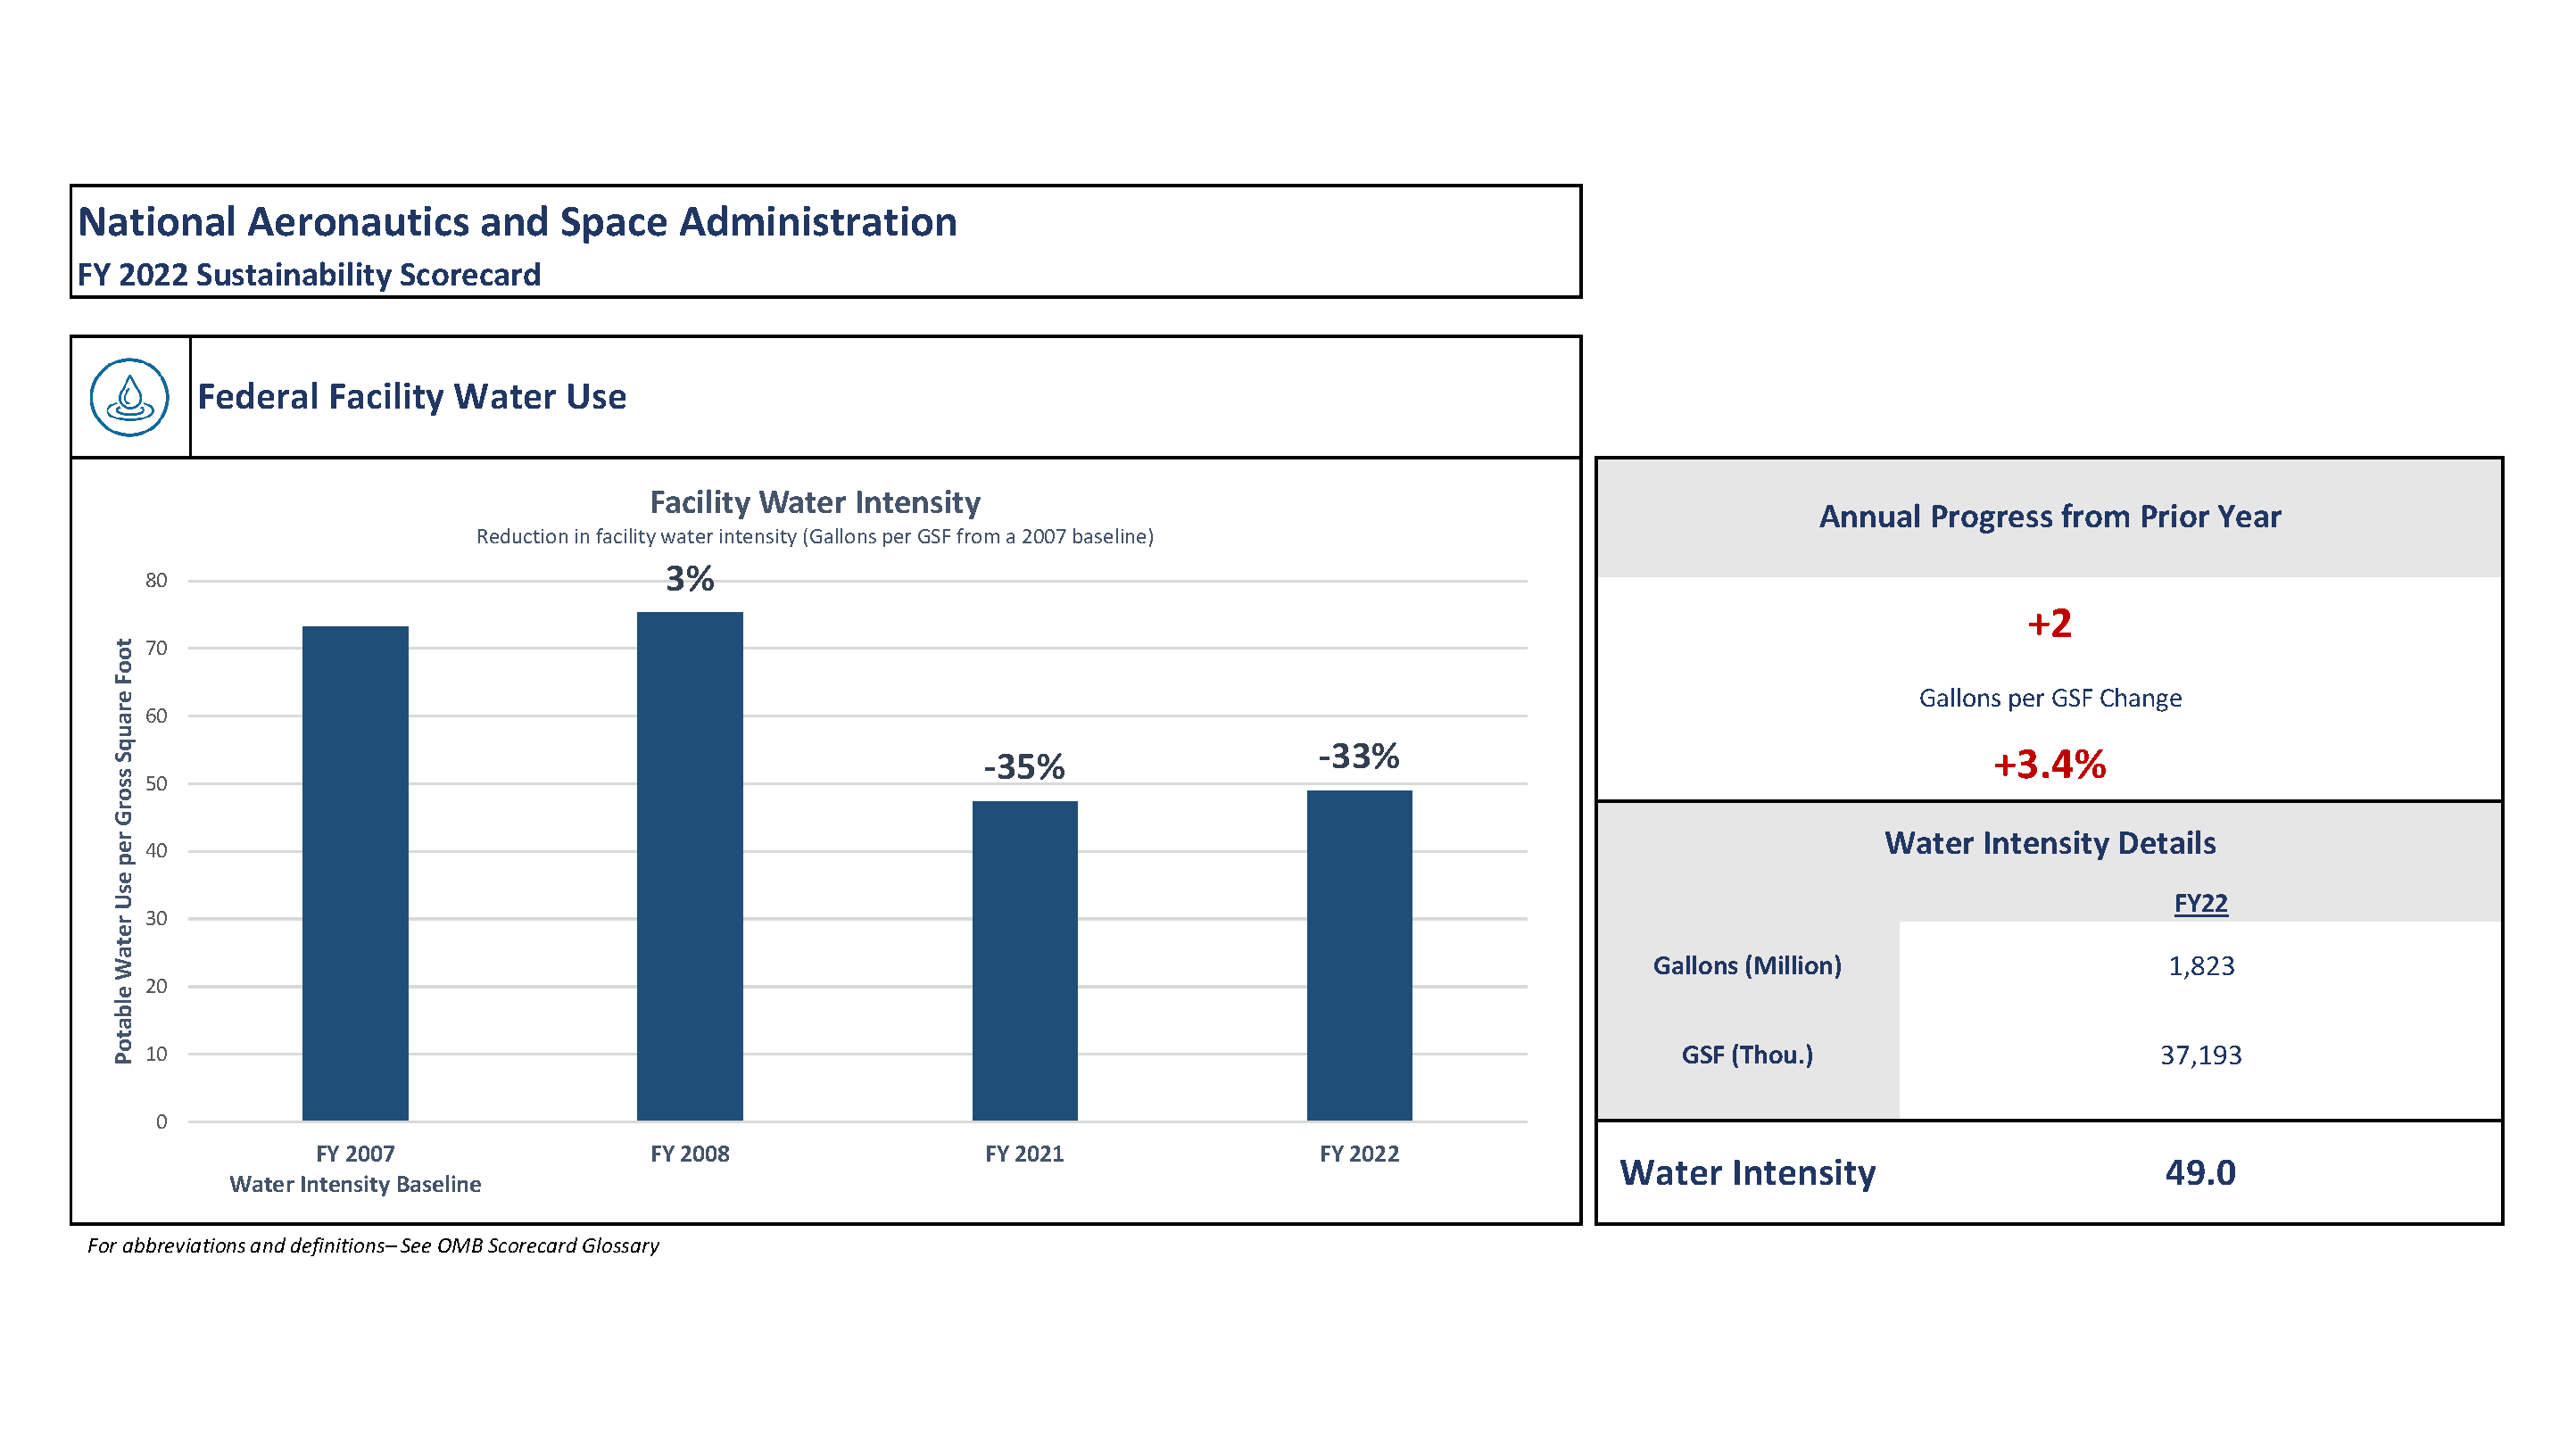 National Aeronautics and Space Administration
FY 2022 Sustainability Scorecard
Federal Facility Water Use
Facility Water Intensity
Reduction in facility water intensity (Gallons per GSF from a 2007 baseline)
Potable Water Use per Gross Square Foot
80
70
60
50
40
30
20
10
0
3%
-35%
-33%
FY 2007
FY 2008
FY 2021
FY 2022
Water Intensity Baseline
For abbreviations and definitions– See OMB Scorecard Glossary
Annual Progress from Prior Year
+2
Gallons per GSF Change
+3.4%
Water Intensity Details
FY22
Gallons (Million) 1,823
GSF (Thou.) 37,193
Water Intensity 49.0